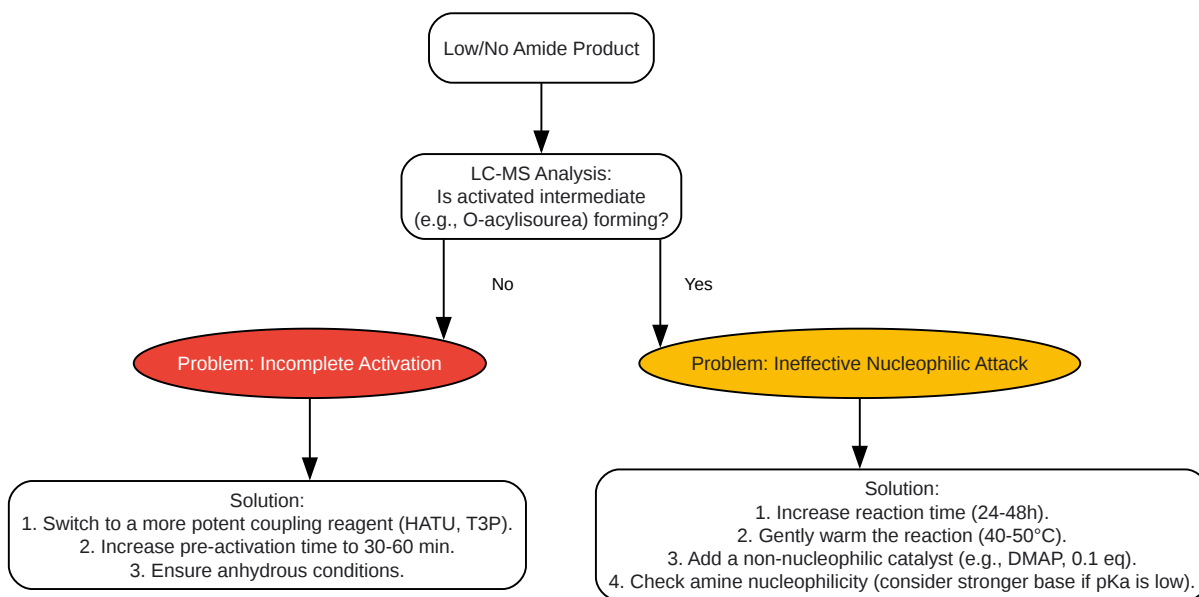 Low/No Amide Product
LC-MS Analysis:
Is activated intermediate
(e.g., O-acylisourea) forming?
No
Yes
Problem: Incomplete Activation
Problem: Ineffective Nucleophilic Attack
Solution:
1. Switch to a more potent coupling reagent (HATU, T3P).
2. Increase pre-activation time to 30-60 min.
3. Ensure anhydrous conditions.
Solution:
1. Increase reaction time (24-48h).
2. Gently warm the reaction (40-50°C).
3. Add a non-nucleophilic catalyst (e.g., DMAP, 0.1 eq).
4. Check amine nucleophilicity (consider stronger base if pKa is low).